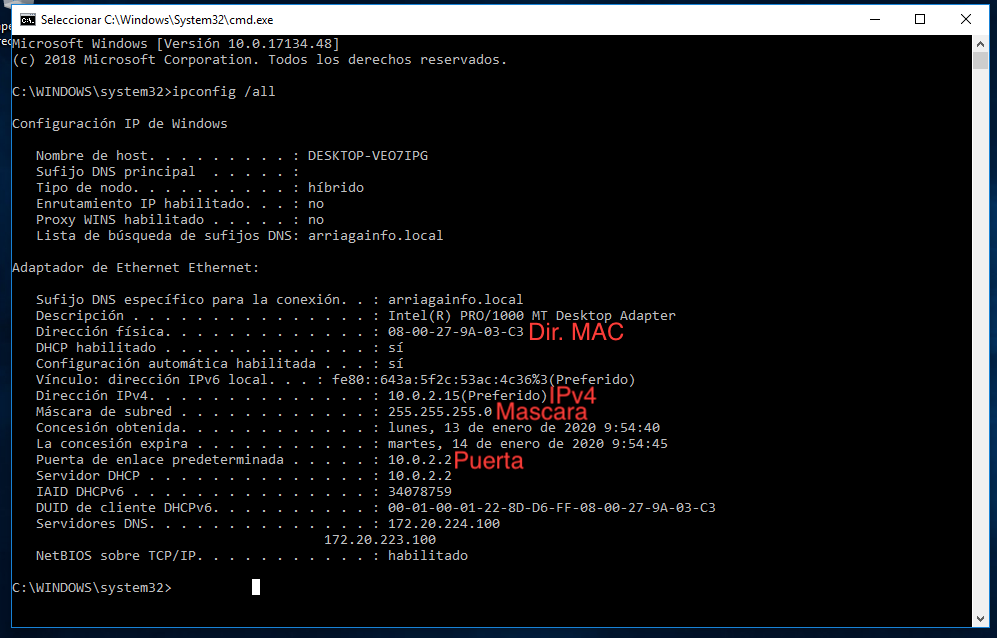 Seleccionar C:\Windows\System32\cmd.exe
Microsoft Windows [Versión 10.0.17134.48]
(c) 2018 Microsoft Corporation. Todos los derechos reservados.
C:\WINDOWS\system32>ipconfig /all
Configuración IP de Windows
Nombre de host. . . . . . . . . : DESKTOP-VEO7IPG
Sufijo DNS principal  . . . . . :
Tipo de nodo. . . . . . . . . . : híbrido
Enrutamiento IP habilitado. . . : no
Proxy WINS habilitado . . . . . : no
Lista de búsqueda de sufijos DNS: arriagainfo.local
Adaptador de Ethernet Ethernet:
Sufijo DNS específico para la conexión. . : arriagainfo.local
Descripción . . . . . . . . . . . . . . . : Intel(R) PRO/1000 MT Desktop Adapter
Dirección física. . . . . . . . . . . . . : 08-00-27-9A-03-C3 Dir. MAC
DHCP habilitado . . . . . . . . . . . . . : sí
Configuración automática habilitada . . . : sí
Vínculo: dirección IPv6 local. . . : fe80::643a:5f2c:53ac:4c36%3(Preferido)
Dirección IPv4. . . . . . . . . . . . . . : 10.0.2.15(Preferido) IPv4
Máscara de subred . . . . . . . . . . . . : 255.255.255.0 Mascara
Concesión obtenida. . . . . . . . . . . . : lunes, 13 de enero de 2020 9:54:40
La concesión expira . . . . . . . . . . . : martes, 14 de enero de 2020 9:54:45
Puerta de enlace predeterminada . . . . . : 10.0.2.2 Puerta
Servidor DHCP . . . . . . . . . . . . . . : 10.0.2.2
IAID DHCPv6 . . . . . . . . . . . . . . . : 34078759
DUID de cliente DHCPv6. . . . . . . . . . : 00-01-00-01-22-8D-D6-FF-08-00-27-9A-03-C3
Servidores DNS. . . . . . . . . . . . . . : 172.20.224.100
172.20.223.100
NetBIOS sobre TCP/IP. . . . . . . . . . . : habilitado
C:\WINDOWS\system32>